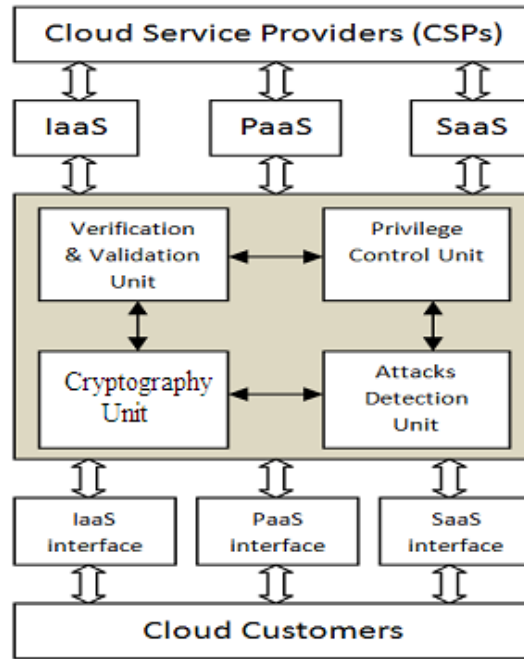 Cloud Service Providers (CSPs)
IaaS
PaaS
SaaS
Verification
& Validation
Unit
Privilege
Control Unit
Cryptography
Unit
Attacks
Detection
Unit
IaaS
interface
PaaS
interface
SaaS
interface
Cloud Customers